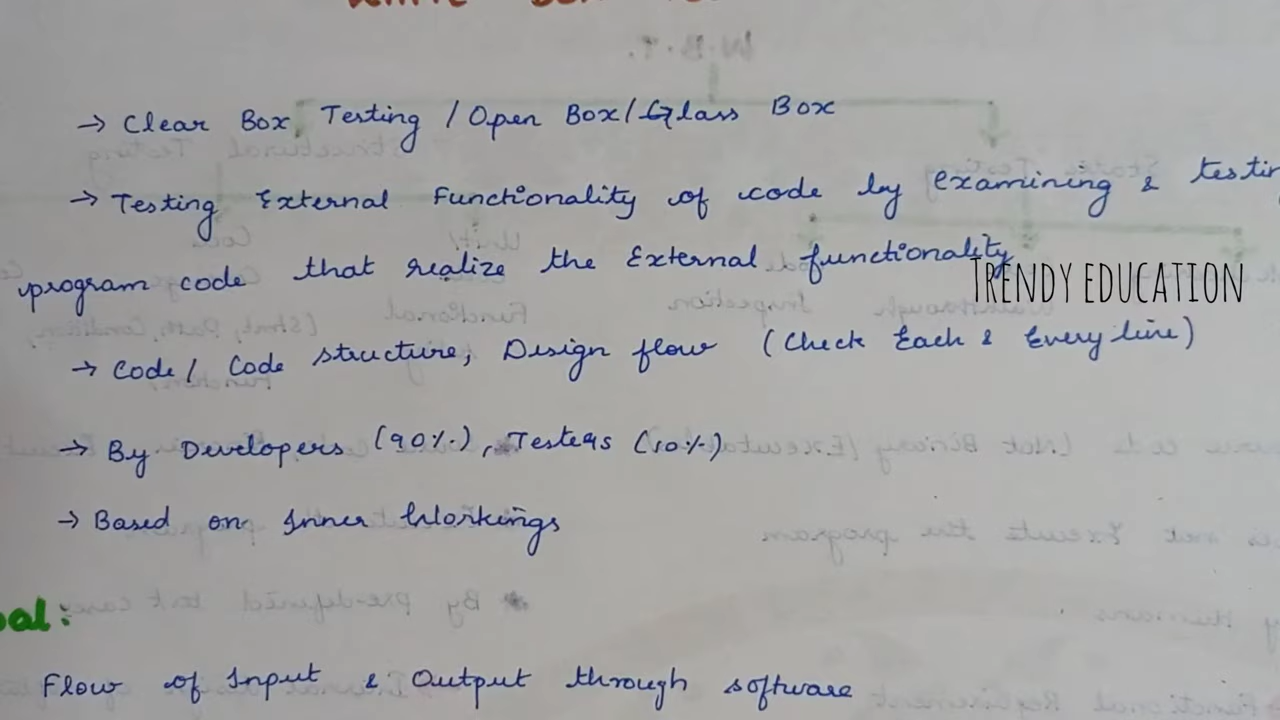 → Clear Box Testing / Open Box / Glass Box
→ Testing External Functionality of code by examining &
program code that realize the External functionality
TRENDY EDUCATION
→ Code / Code structure, Design flow (Check Each & Every line)
→ By Developers (90%), Testers (10%)
→ Based on Inner Workings
Flow of Input & Output through software